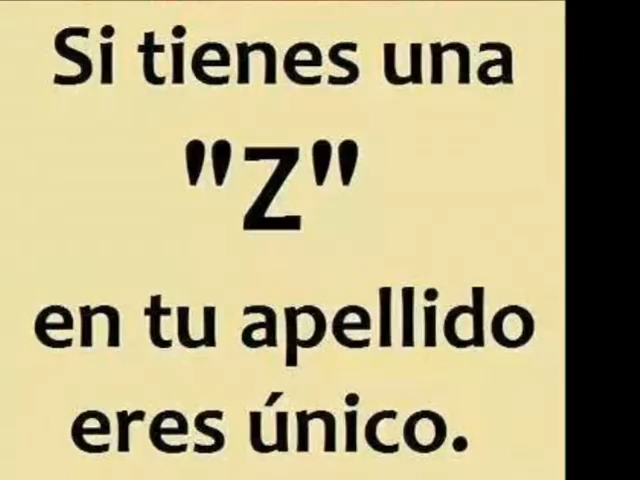 Si tienes una
"Z"
en tu apellido
eres único.